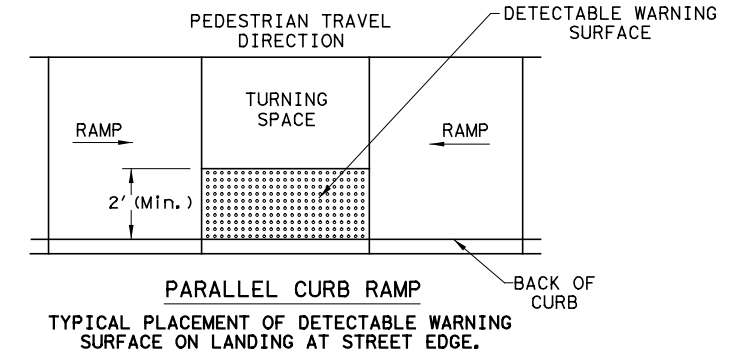 PEDESTRIAN TRAVEL
DIRECTION
DETECTABLE WARNING
SURFACE
TURNING
SPACE
RAMP
RAMP
2' (Min.)
BACK OF
CURB
PARALLEL CURB RAMP
TYPICAL PLACEMENT OF DETECTABLE WARNING
SURFACE ON LANDING AT STREET EDGE.